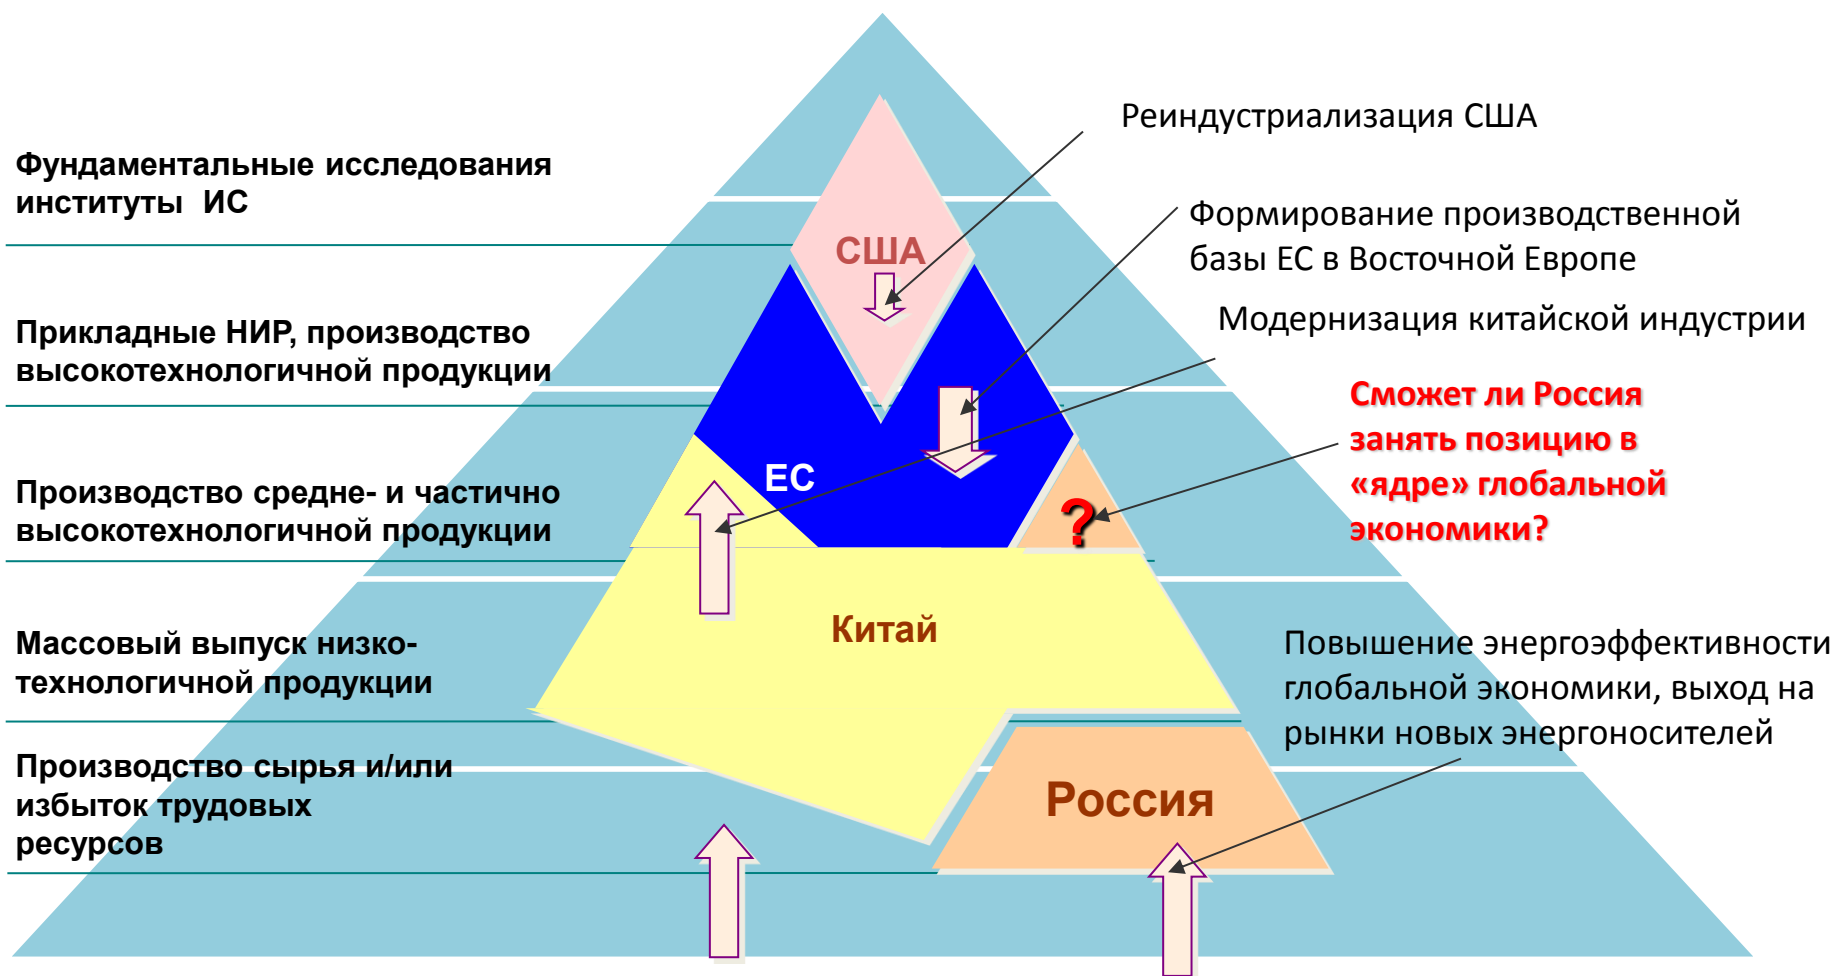 Фундаментальные исследования
институты ИС
Прикладные НИР, производство
высокотехнологичной продукции
Производство средне- и частично
высокотехнологичной продукции
Массовый выпуск низко-
технологичной продукции
Производство сырья и/или
избыток трудовых
ресурсов
США
ЕС
?
Китай
Россия
Реиндустриализация США
Формирование производственной
базы ЕС в Восточной Европе
Модернизация китайской индустрии
Сможет ли Россия
занять позицию в
«ядре» глобальной
экономики?
Повышение энергоэффективности
глобальной экономики, выход на
рынки новых энергоносителей